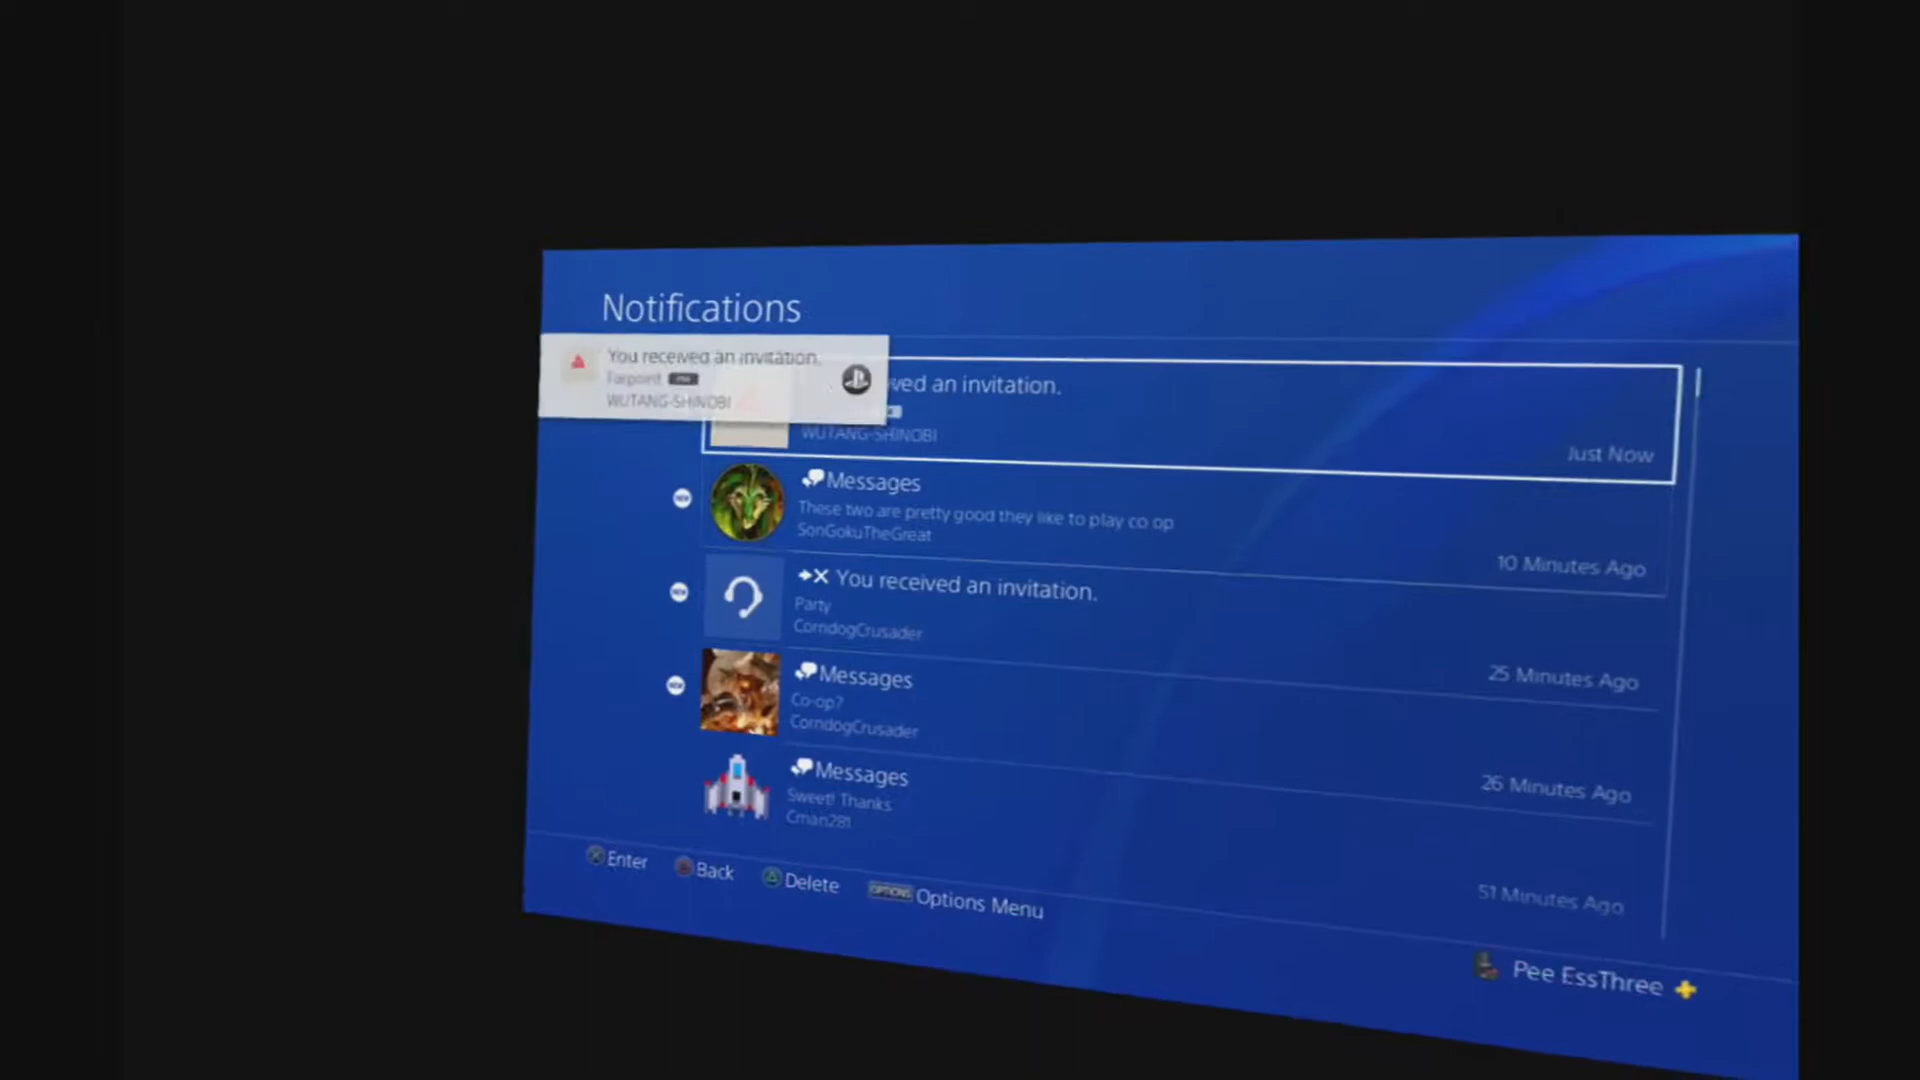 Notifications
You received an invitation.
Farpoint
WUTANG-SHINOBI
ved an invitation.
WUTANG-SHINOBI
Just Now
Messages
These two are pretty good they like to play co op
SonGokuTheGreat
10 Minutes Ago
You received an invitation.
Party
CorndogCrusader
25 Minutes Ago
Messages
Co-op?
CorndogCrusader
26 Minutes Ago
Messages
Sweet! Thanks
Cman281
51 Minutes Ago
Enter Back Delete OPTIONS Options Menu
Pee EssThree